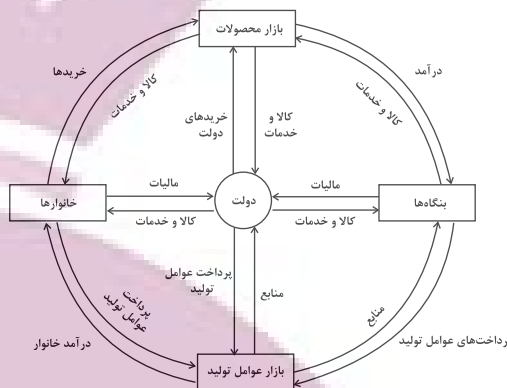 بازار محصولات
خریدها
کالا و خدمات
درآمد
کالا و خدمات
خریدهای
دولت
کالا و
خدمات
خانوارها
مالیات
کالا و خدمات
دولت
مالیات
کالا و خدمات
بنگاه‌ها
پرداخت
عوامل تولید
درآمد خانوار
پرداخت عوامل
تولید
منابع
منابع
رداخت‌های عوامل تولید
بازار عوامل تولید